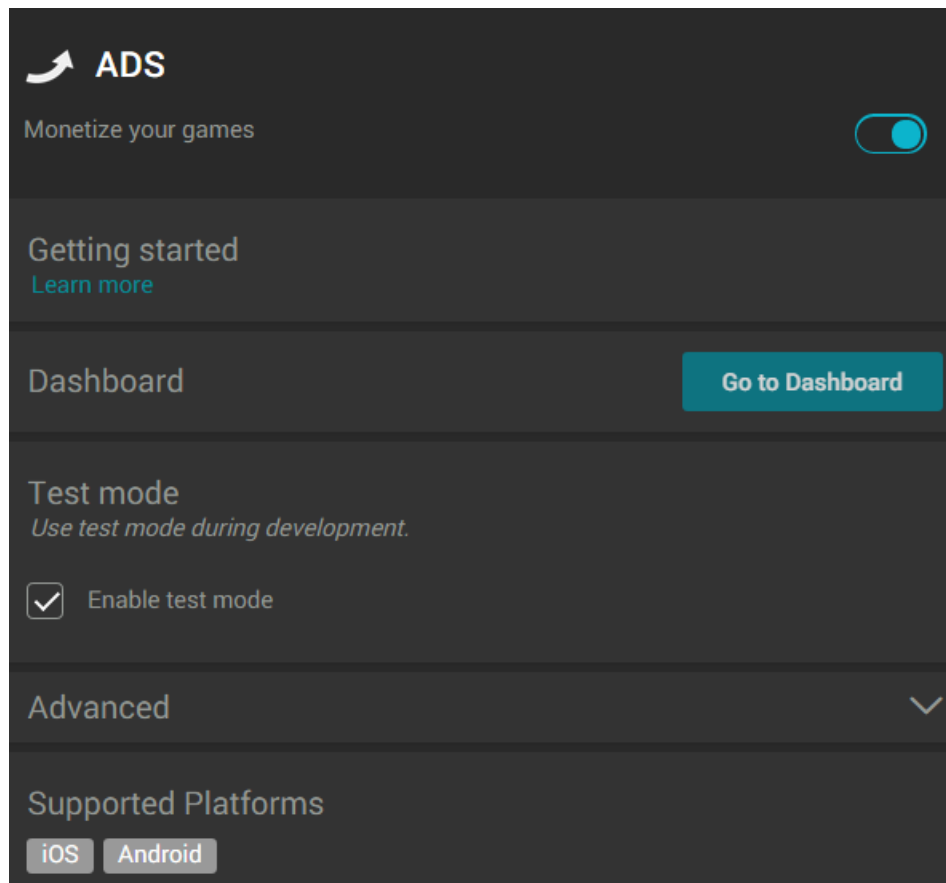 ADS
Monetize your games
Getting started
Learn more
Dashboard
Go to Dashboard
Test mode
Use test mode during development.
Enable test mode
Advanced
Supported Platforms
iOS
Android